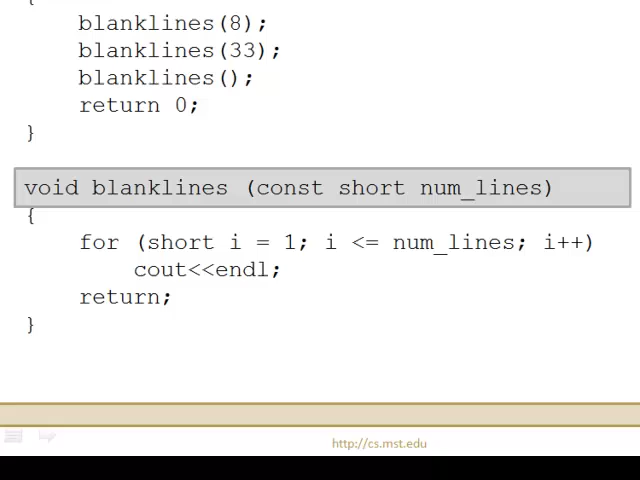 {
blanklines(8);
blanklines(33);
blanklines();
return 0;
}
void blanklines (const short num_lines)
{
for (short i = 1; i <= num_lines; i++)
cout<<endl;
return;
}
http://cs.mst.edu